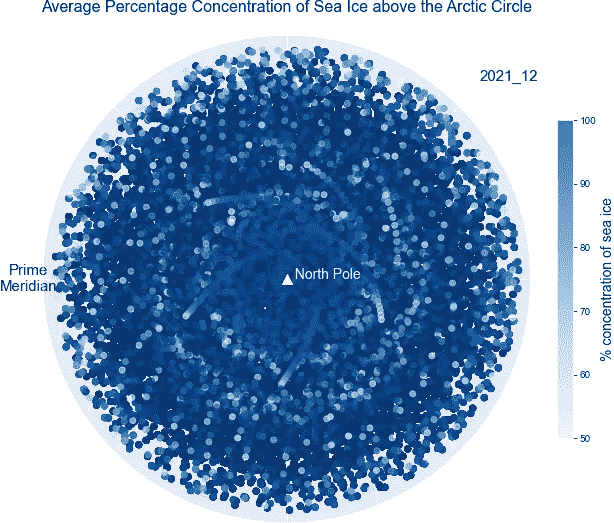 Average Percentage Concentration of Sea Ice above the Arctic Circle
2021_12
100
90
80
70
60
50
% concentration of sea ice
Prime
Meridian
North Pole